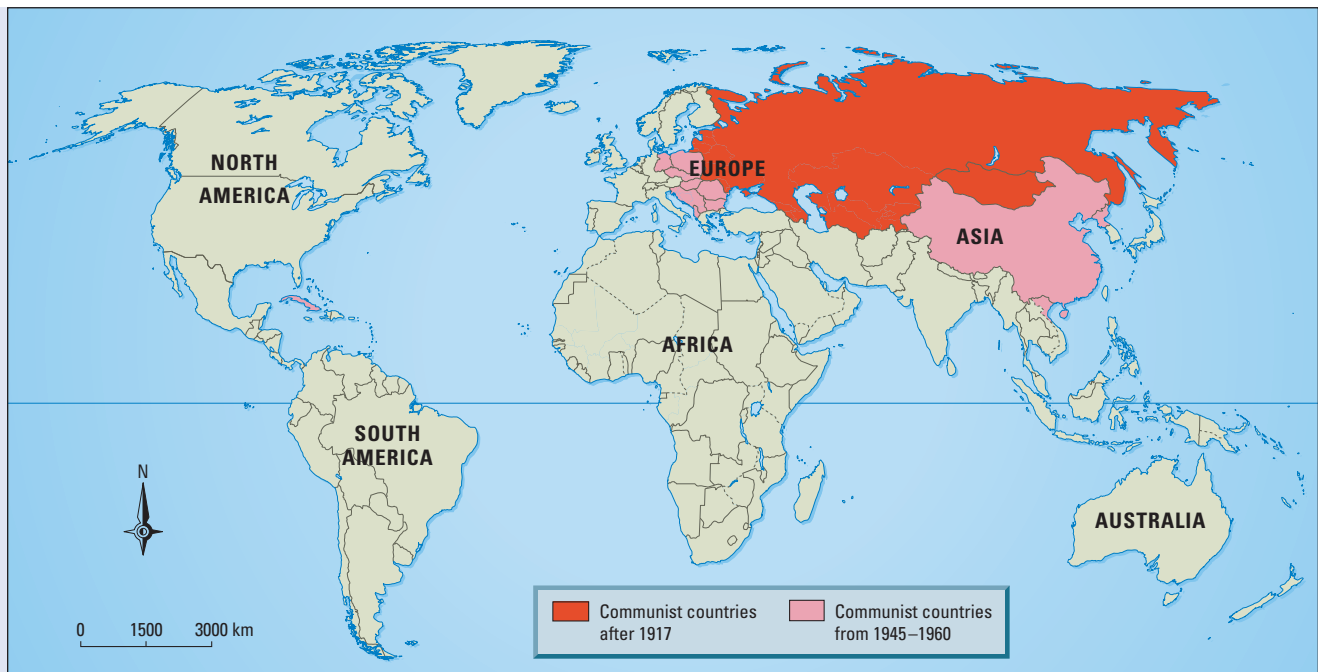 NORTH
AMERICA
EUROPE
ASIA
AFRICA
SOUTH
AMERICA
N
AUSTRALIA
0 1500 3000 km
Communist countries
after 1917
Communist countries
from 1945–1960